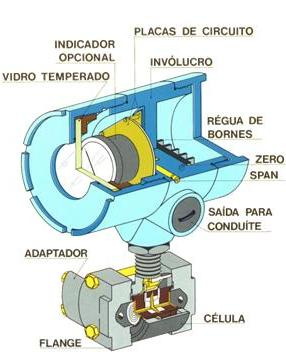 PLACAS DE CIRCUITO
INDICADOR
OPCIONAL
INVÓLUCRO
VIDRO TEMPERADO
RÉGUA DE
BORNES
ZERO
SPAN
SAÍDA PARA
CONDUÍTE
ADAPTADOR
CÉLULA
FLANGE